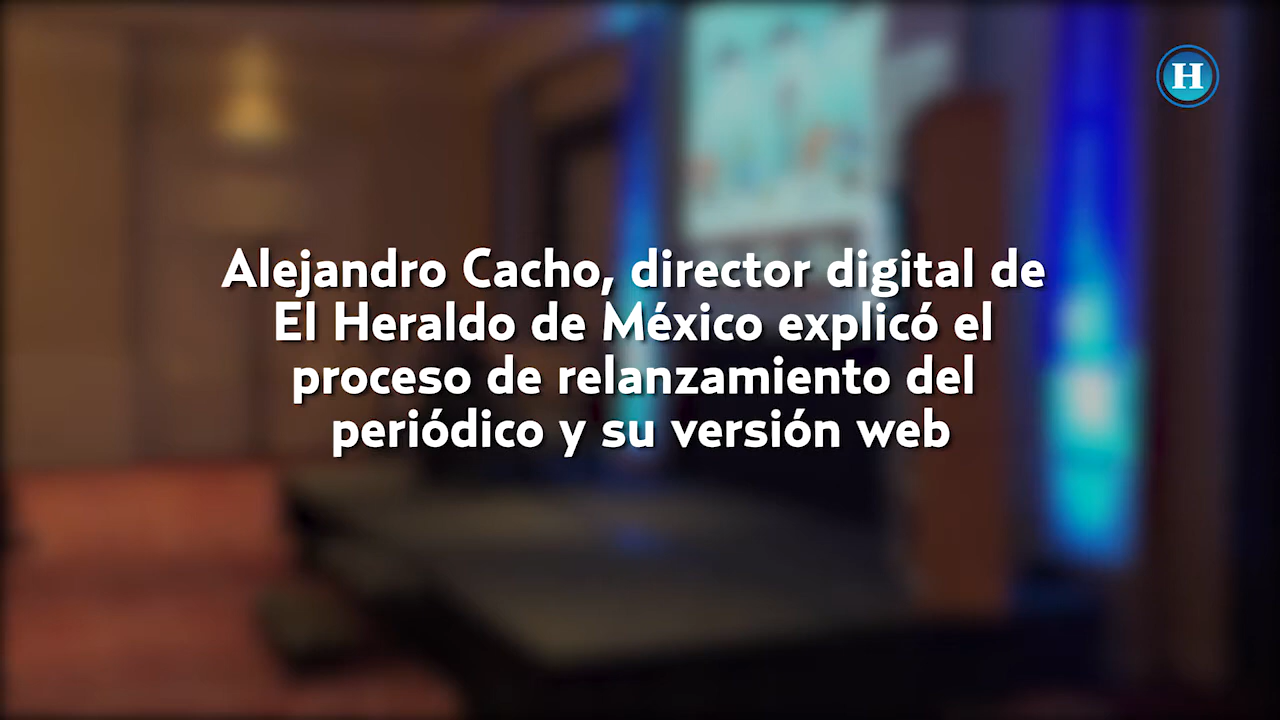 H
Alejandro Cacho, director digital de
El Heraldo de México explicó el
proceso de relanzamiento del
periódico y su versión web